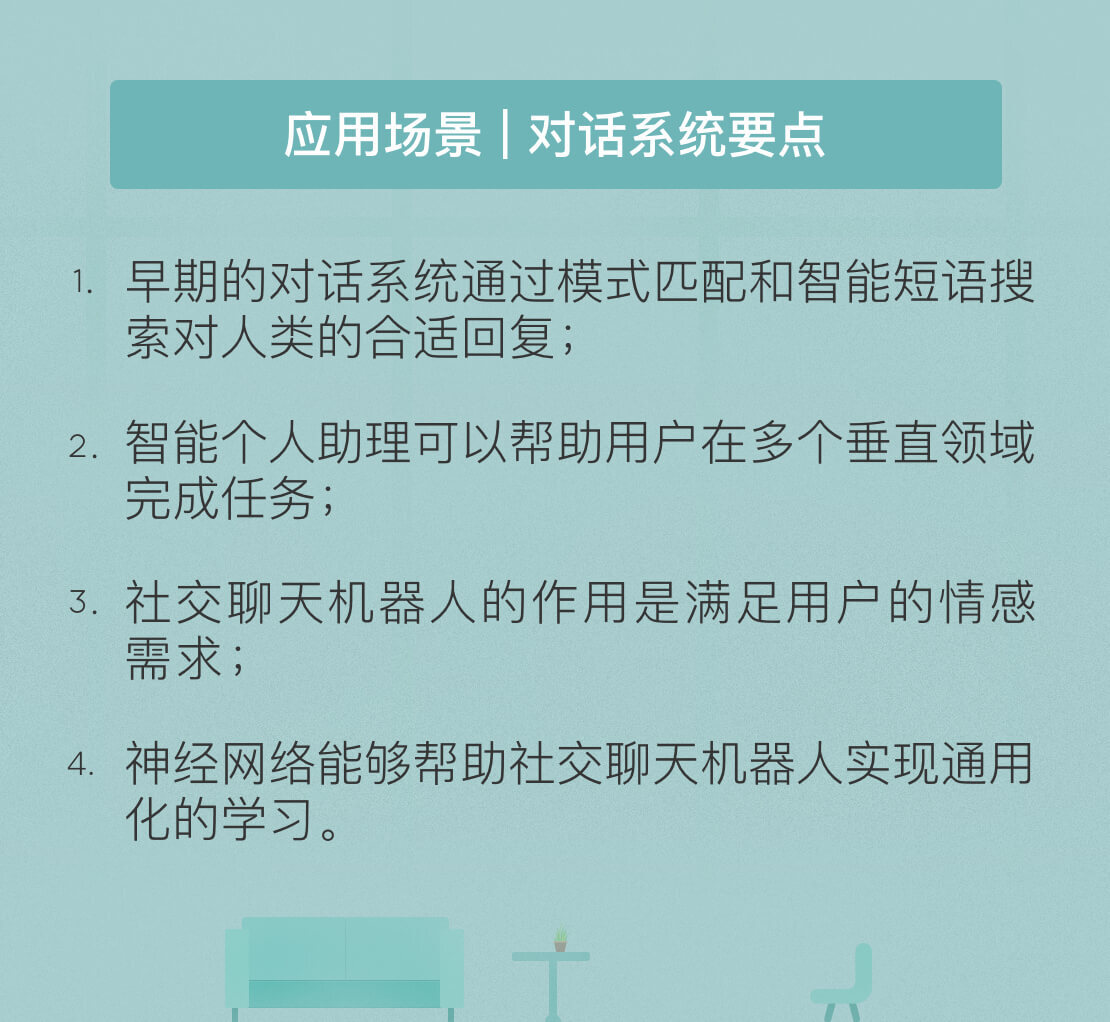 应用场景 | 对话系统要点
1. 早期的对话系统通过模式匹配和智能短语搜
索对人类的合适回复；
2. 智能个人助理可以帮助用户在多个垂直领域
完成任务；
3. 社交聊天机器人的作用是满足用户的情感
需求；
4. 神经网络能够帮助社交聊天机器人实现通用
化的学习。